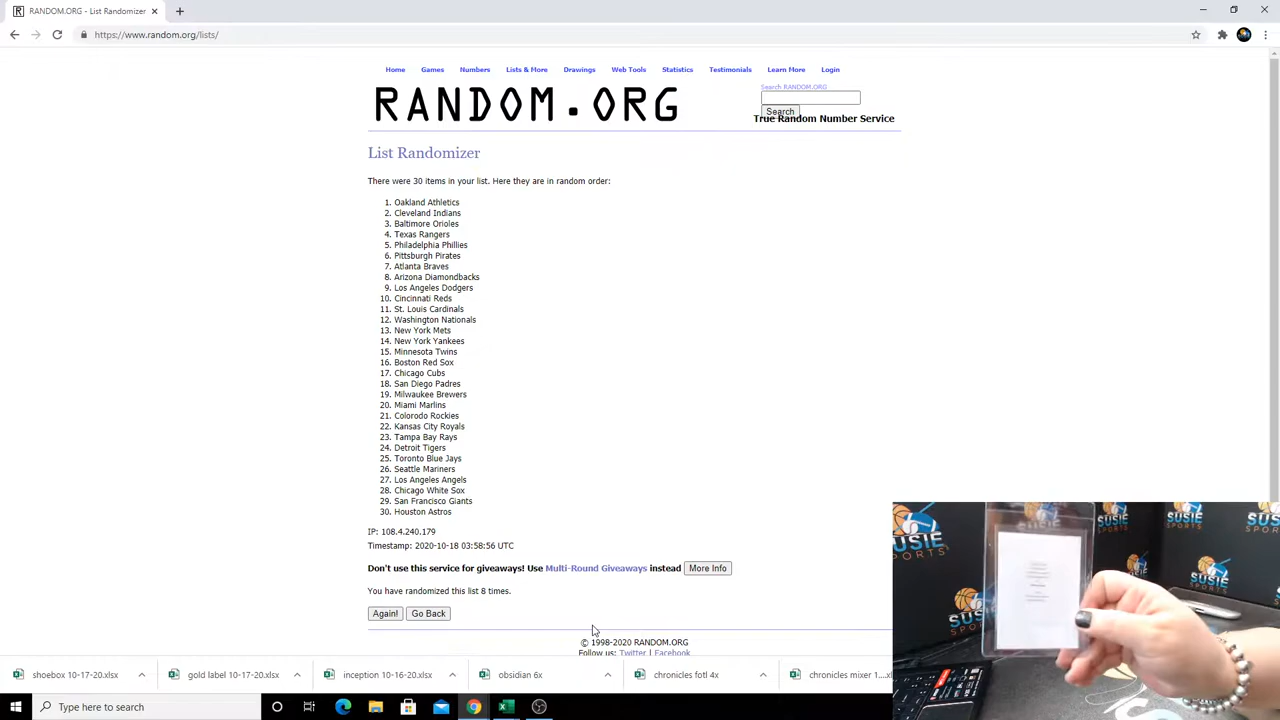 RANDOM.ORG - List Randomizer
https://www.random.org/lists/
Home Games Numbers Lists & More Drawings Web Tools Statistics Testimonials Learn More Login
RANDOM.ORG
Search RANDOM.ORG
Search
True Random Number Service
List Randomizer
There were 30 items in your list. Here they are in random order:
1. Oakland Athletics
2. Cleveland Indians
3. Baltimore Orioles
4. Texas Rangers
5. Philadelphia Phillies
6. Pittsburgh Pirates
7. Atlanta Braves
8. Arizona Diamondbacks
9. Los Angeles Dodgers
10. Cincinnati Reds
11. St. Louis Cardinals
12. Washington Nationals
13. New York Mets
14. New York Yankees
15. Minnesota Twins
16. Boston Red Sox
17. Chicago Cubs
18. San Diego Padres
19. Milwaukee Brewers
20. Miami Marlins
21. Colorodo Rockies
22. Kansas City Royals
23. Tampa Bay Rays
24. Detroit Tigers
25. Toronto Blue Jays
26. Seattle Mariners
27. Los Angeles Angels
28. Chicago White Sox
29. San Francisco Giants
30. Houston Astros
IP: 108.4.240.179
Timestamp: 2020-10-18 03:58:56 UTC
Don't use this service for giveaways! Use Multi-Round Giveaways instead More Info
You have randomized this list 8 times.
Again! Go Back
© 1998-2020 RANDOM.ORG
Follow us: Twitter | Facebook
SUSIE SPORTS
shoebox 10-17-20.xlsx
gold label 10-17-20.xlsx
inception 10-16-20.xlsx
obsidian 6x
chronicles fotl 4x
chronicles mixer 1....xl
Type here to search